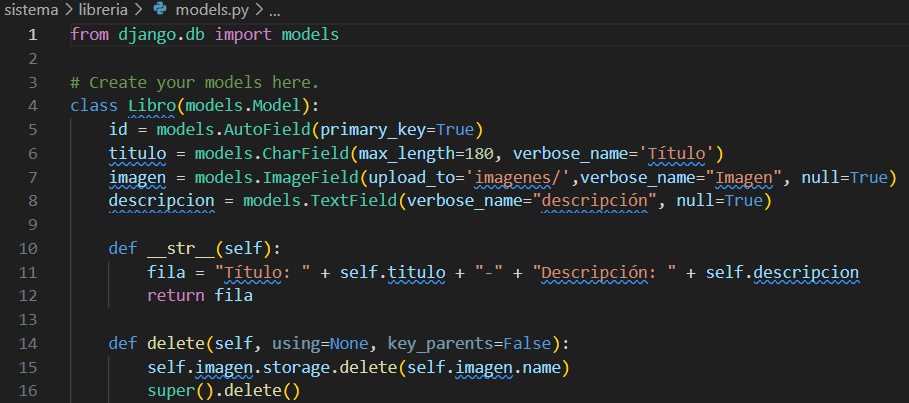 sistema > libreria > models.py > ...
1 from django.db import models
2
3 # Create your models here.
4 class Libro(models.Model):
5     id = models.AutoField(primary_key=True)
6     titulo = models.CharField(max_length=180, verbose_name='Título')
7     imagen = models.ImageField(upload_to='imagenes/',verbose_name="Imagen", null=True)
8     descripcion = models.TextField(verbose_name="descripción", null=True)
9
10     def __str__(self):
11         fila = "Título: " + self.titulo + "-" + "Descripción: " + self.descripcion
12         return fila
13
14     def delete(self, using=None, key_parents=False):
15         self.imagen.storage.delete(self.imagen.name)
16         super().delete()